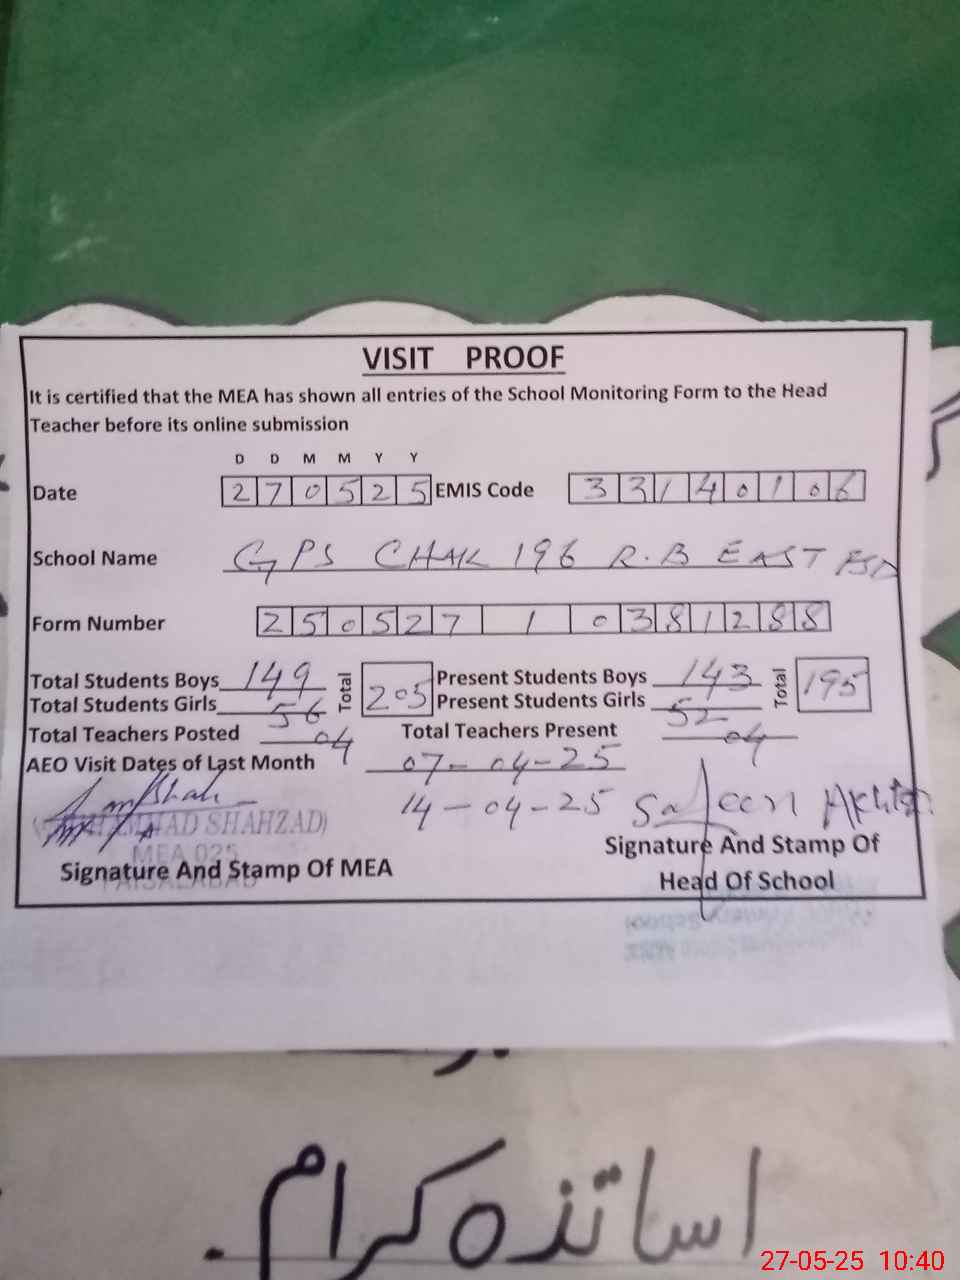 VISIT PROOF
It is certified that the MEA has shown all entries of the School Monitoring Form to the Head
Teacher before its online submission
D D M M Y Y
Date 2 7 0 5 2 5 EMIS Code 3 3 1 4 0 1 0 6
School Name GPS CHAK 196 R.B EAST FSD
Form Number 2 5 0 5 2 7 1 0 3 8 1 2 8 8
Total Students Boys 149 Total 205 Present Students Boys 143 Total 195
Total Students Girls 56 Present Students Girls 52
Total Teachers Posted 04 Total Teachers Present 04
AEO Visit Dates of Last Month 07-04-25
14-04-25
AD SHAHZAD)
MEA 025
FAISALABAD
Signature And Stamp Of MEA
Akhtar
Signature And Stamp Of
Head Of School
اساتذہ کرام
27-05-25 10:40